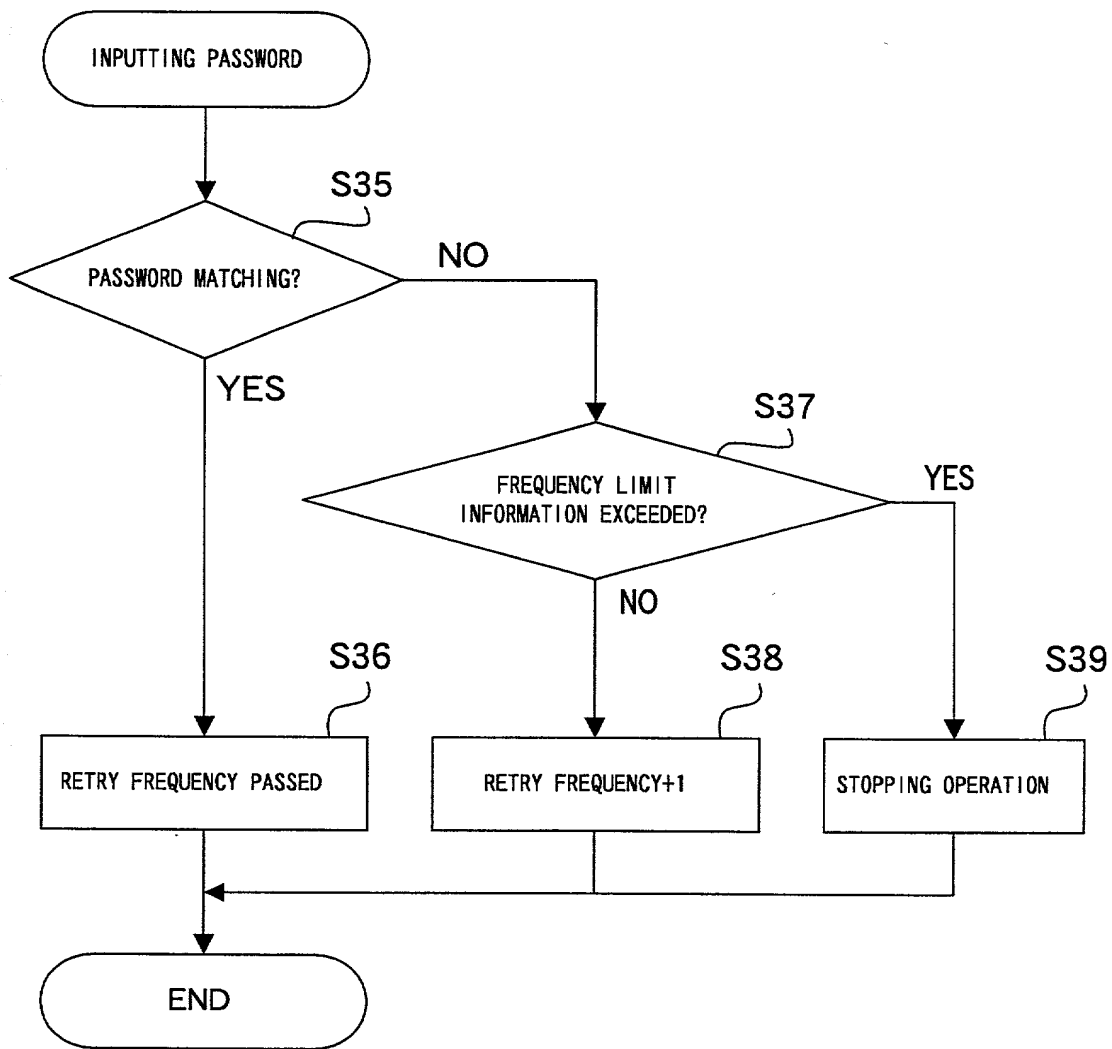 INPUTTING PASSWORD
S35
PASSWORD MATCHING?
NO
YES
S37
FREQUENCY LIMIT
INFORMATION EXCEEDED?
YES
NO
S36
S38
S39
RETRY FREQUENCY PASSED
RETRY FREQUENCY+1
STOPPING OPERATION
END